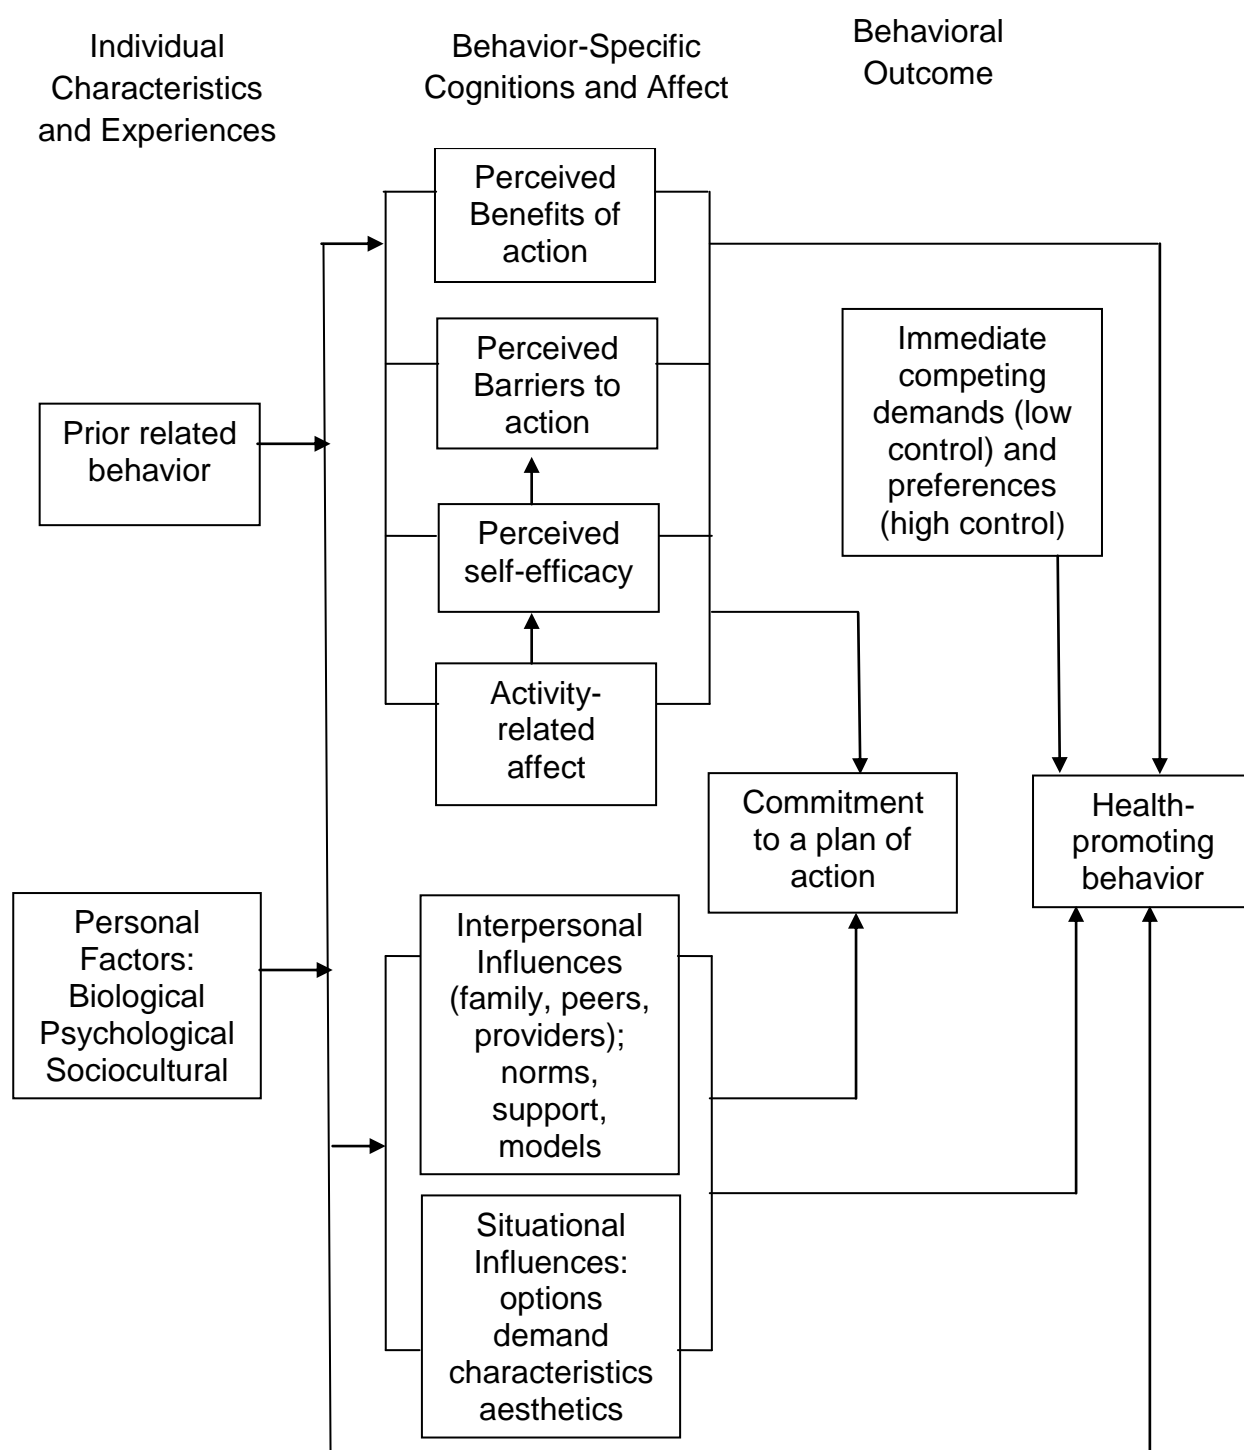 Individual
Characteristics
and Experiences
Behavior-Specific
Cognitions and Affect
Behavioral
Outcome
Perceived
Benefits of
action
Perceived
Barriers to
action
Perceived
self-efficacy
Activity-
related
affect
Immediate
competing
demands (low
control) and
preferences
(high control)
Prior related
behavior
Commitment
to a plan of
action
Health-
promoting
behavior
Personal
Factors:
Biological
Psychological
Sociocultural
Interpersonal
Influences
(family, peers,
providers);
norms,
support,
models
Situational
Influences:
options
demand
characteristics
aesthetics